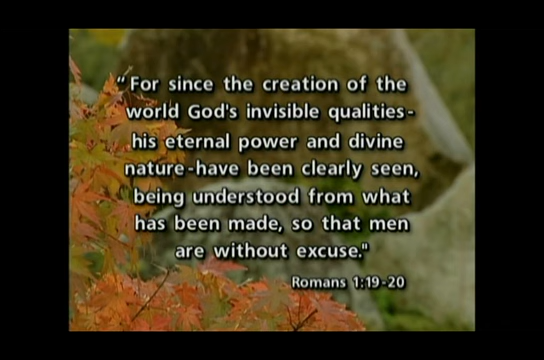 “For since the creation of the
world God's invisible qualities-
his eternal power and divine
nature-have been clearly seen,
being understood from what
has been made, so that men
are without excuse."
Romans 1:19-20